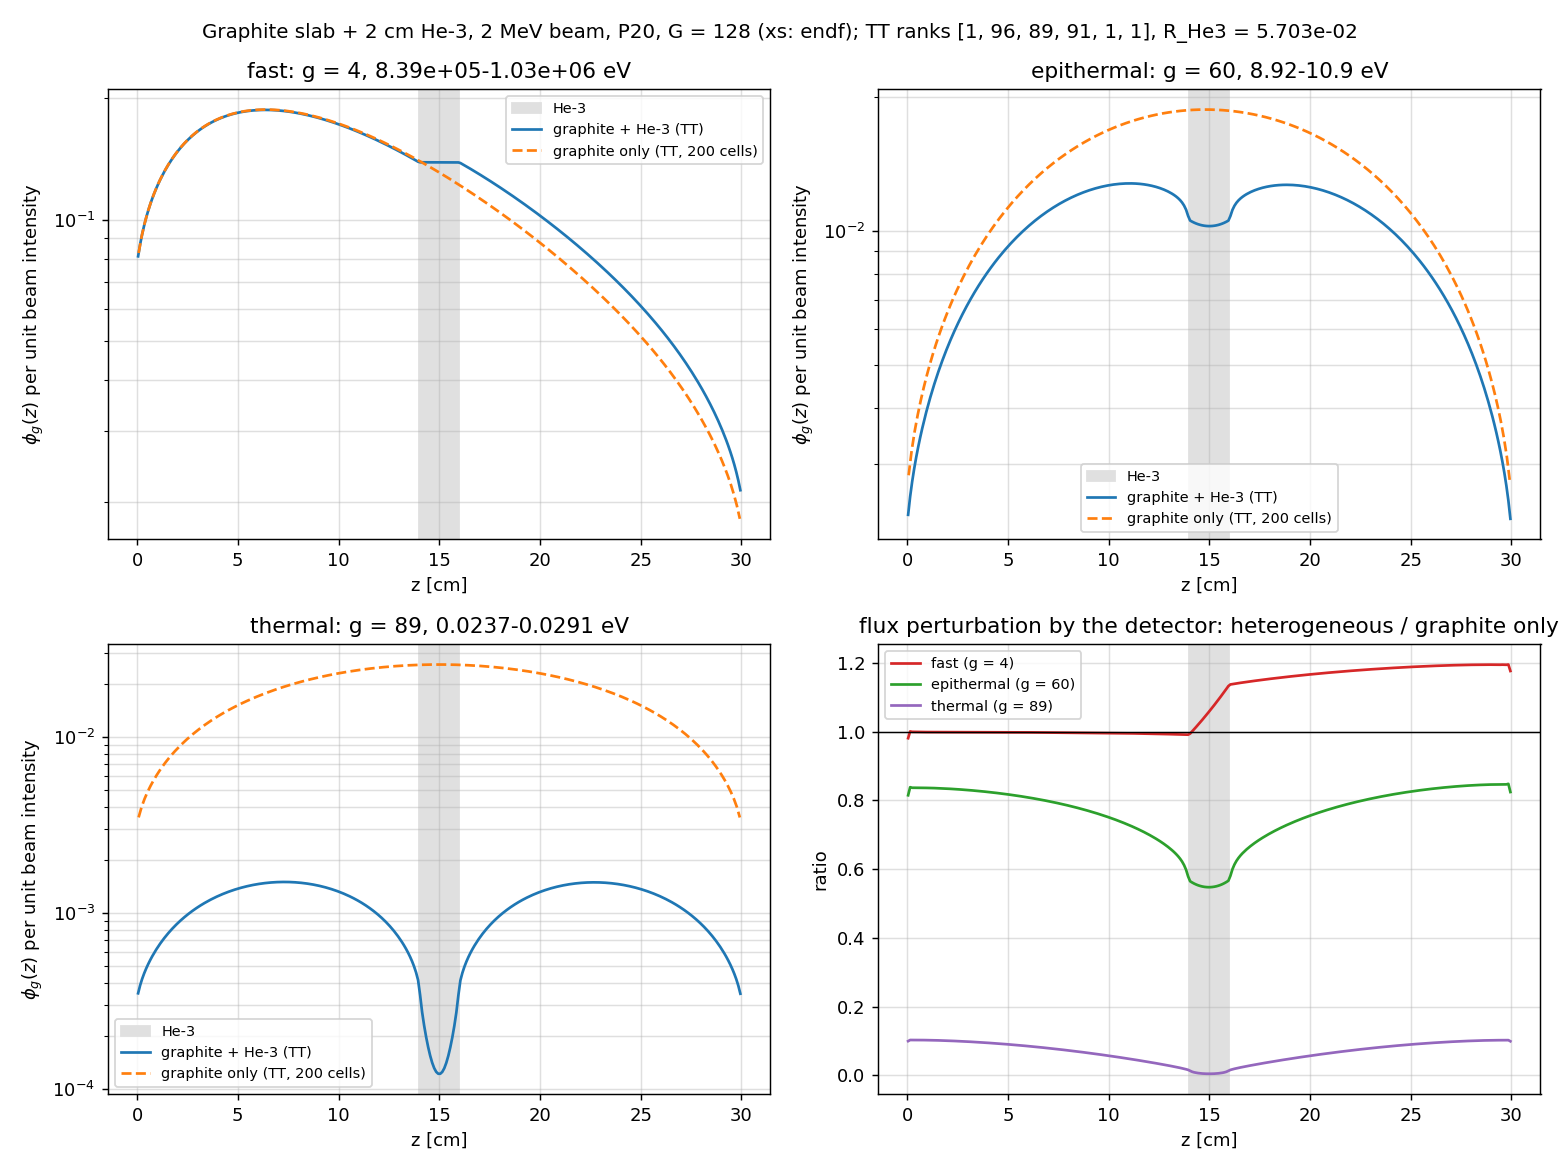 Graphite slab + 2 cm He-3, 2 MeV beam, P20, G = 128 (xs: endf); TT ranks [1, 96, 89, 91, 1, 1], R_He3 = 5.703e-02
fast: g = 4, 8.39e+05-1.03e+06 eV
He-3
graphite + He-3 (TT)
graphite only (TT, 200 cells)
10⁻¹
ϕ_g(z) per unit beam intensity
0 5 10 15 20 25 30
z [cm]
epithermal: g = 60, 8.92-10.9 eV
10⁻²
ϕ_g(z) per unit beam intensity
He-3
graphite + He-3 (TT)
graphite only (TT, 200 cells)
0 5 10 15 20 25 30
z [cm]
thermal: g = 89, 0.0237-0.0291 eV
10⁻²
10⁻³
10⁻⁴
ϕ_g(z) per unit beam intensity
He-3
graphite + He-3 (TT)
graphite only (TT, 200 cells)
0 5 10 15 20 25 30
z [cm]
flux perturbation by the detector: heterogeneous / graphite only
fast (g = 4)
epithermal (g = 60)
thermal (g = 89)
1.2
1.0
0.8
0.6
0.4
0.2
0.0
ratio
0 5 10 15 20 25 30
z [cm]